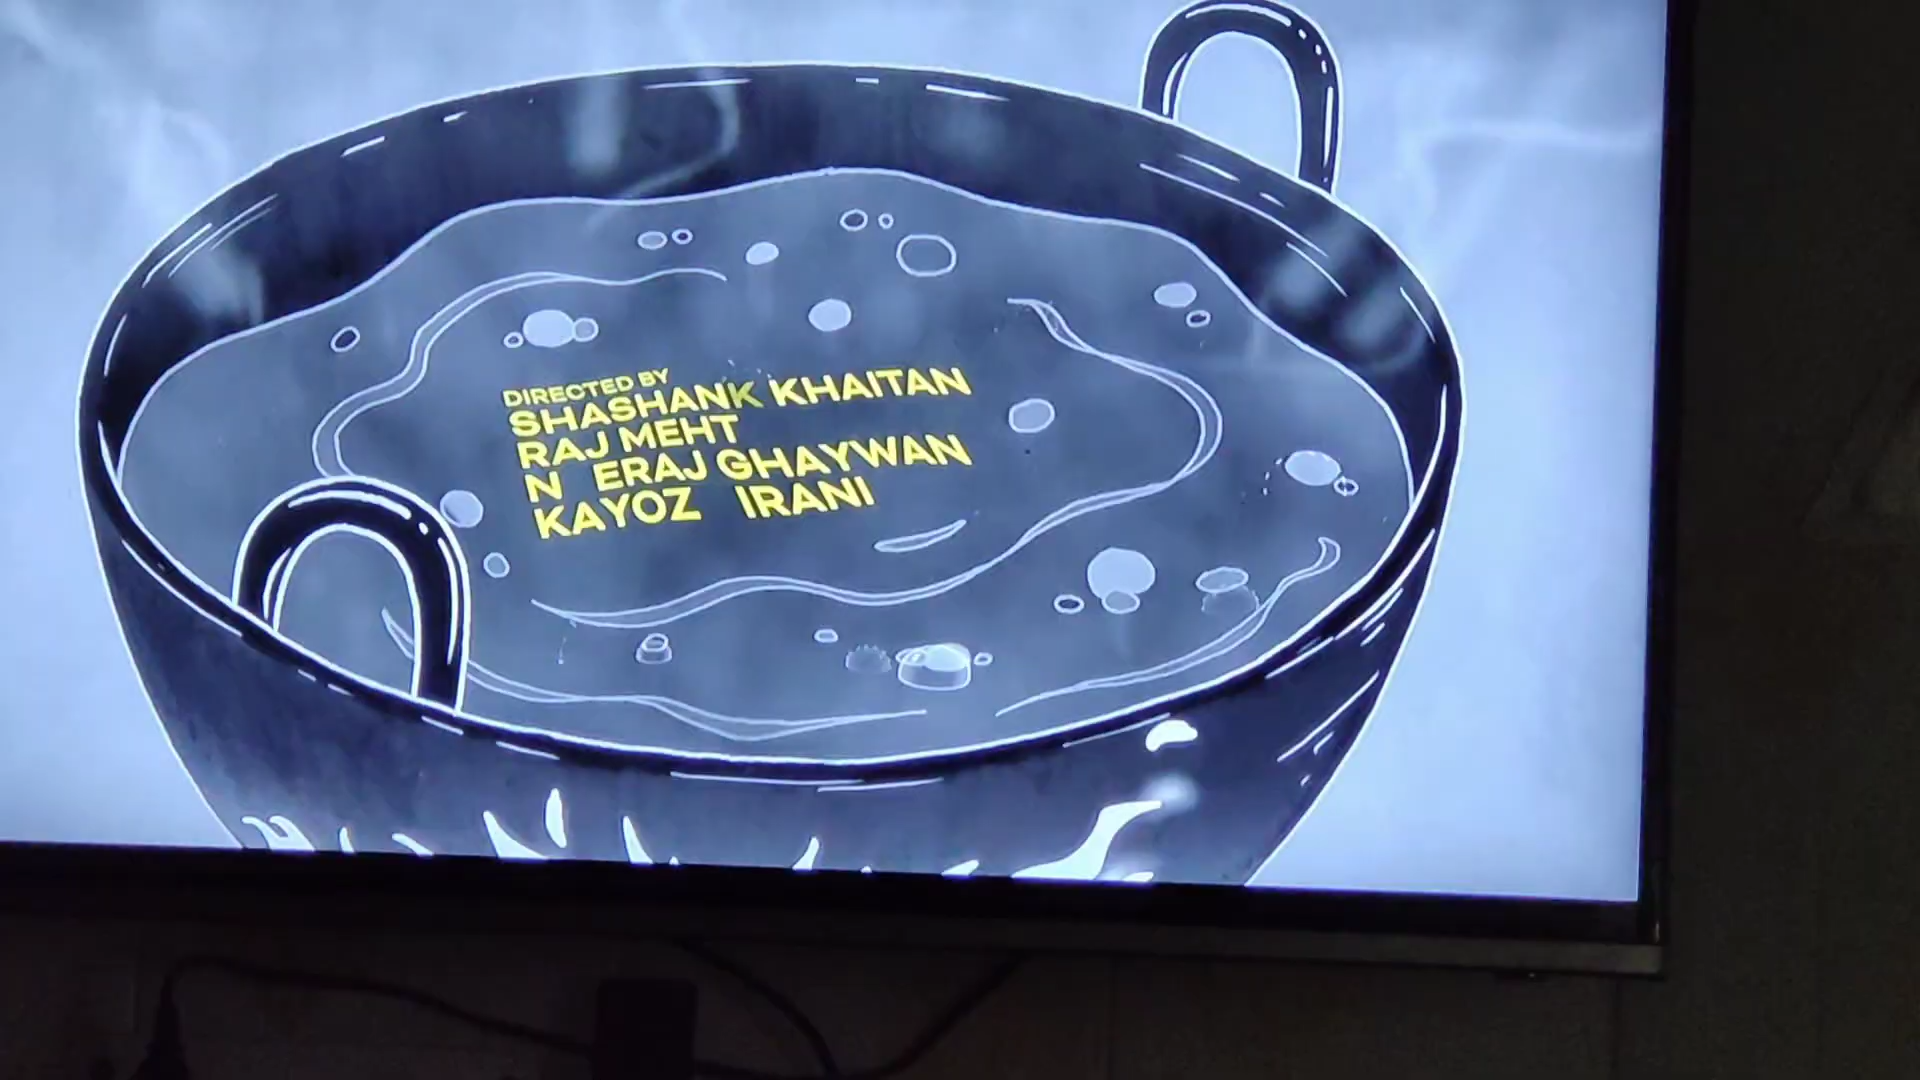 DIRECTED BY
SHASHANK KHAITAN
RAJ MEHT
N ERAJ GHAYWAN
KAYOZ IRANI